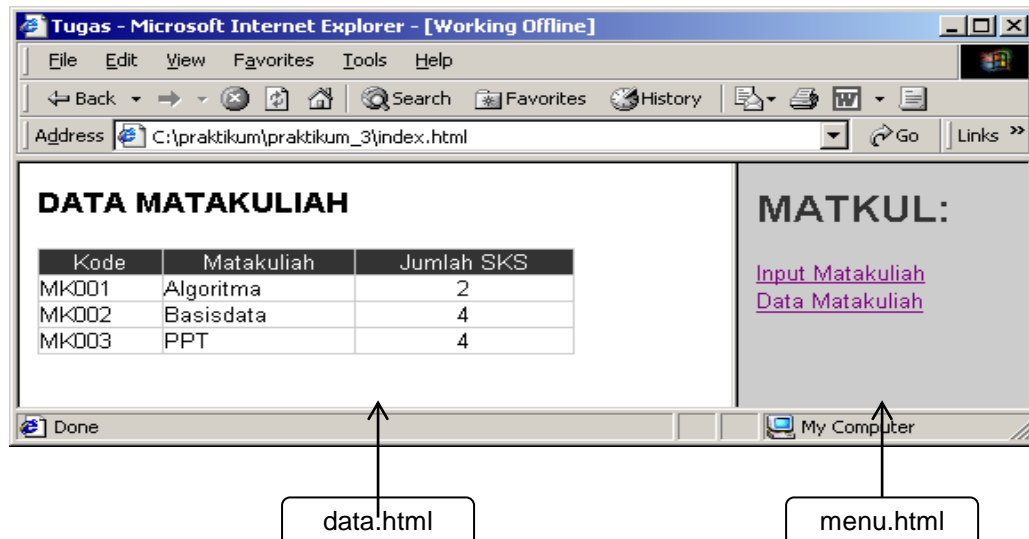 Tugas - Microsoft Internet Explorer - [Working Offline]
File Edit View Favorites Tools Help
Back Search Favorites History
Address C:\praktikum\praktikum_3\index.html Go Links »
DATA MATAKULIAH
Kode Matakuliah Jumlah SKS
MK001 Algoritma 2
MK002 Basisdata 4
MK003 PPT 4
MATKUL:
Input Matakuliah
Data Matakuliah
Done My Computer
data.html menu.html